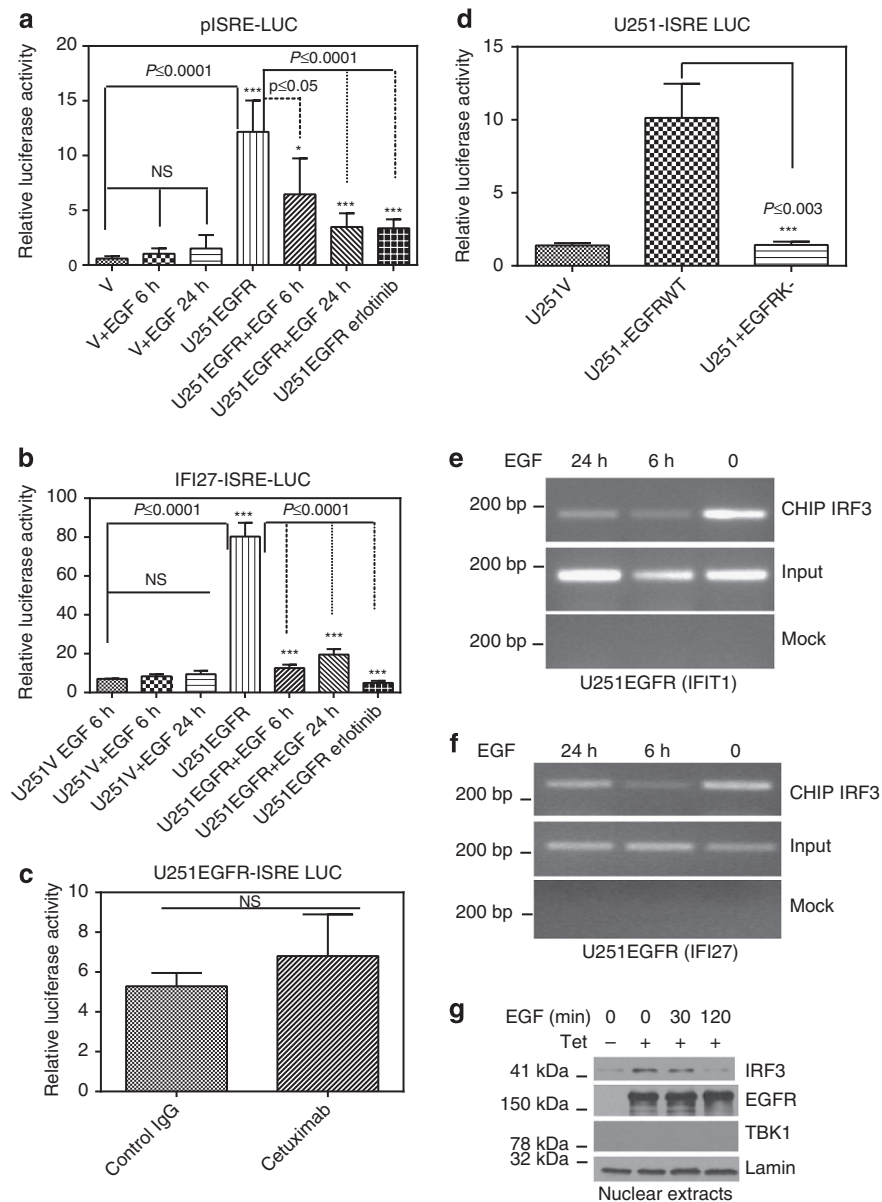 a
pISRE-LUC
Relative luciferase activity
20
15
10
5
0
P≤0.0001
P≤0.0001
p≤0.05
NS
***
*
***
***
V
V+EGF 6 h
V+EGF 24 h
U251EGFR
U251EGFR+EGF 6 h
U251EGFR+EGF 24 h
U251EGFR erlotinib
b
IFI27-ISRE-LUC
Relative luciferase activity
100
80
60
40
20
0
P≤0.0001
***
P≤0.0001
NS
***
***
***
U251V EGF 6 h
U251V+EGF 6 h
U251V+EGF 24 h
U251EGFR
U251EGFR+EGF 6 h
U251EGFR+EGF 24 h
U251EGFR erlotinib
c
U251EGFR-ISRE LUC
Relative luciferase activity
10
8
6
4
2
0
NS
Control IgG
Cetuximab
d
U251-ISRE LUC
Relative luciferase activity
15
10
5
0
P≤0.003
***
U251V
U251+EGFRWT
U251+EGFRK-
e
EGF 24 h 6 h 0
200 bp CHIP IRF3
200 bp Input
200 bp Mock
U251EGFR (IFIT1)
f
EGF 24 h 6 h 0
200 bp CHIP IRF3
200 bp Input
200 bp Mock
U251EGFR (IFI27)
g
EGF (min) 0 0 30 120
Tet – + + +
41 kDa IRF3
150 kDa EGFR
78 kDa TBK1
32 kDa Lamin
Nuclear extracts